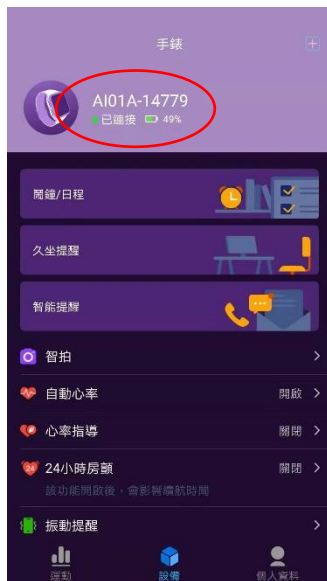 手錶
AI01A-14779
已連接 49%
鬧鐘/日程
久坐提醒
智能提醒
智拍
自動心率 開啟
心率指導 關閉
24小時房顫 關閉
該功能開啟後，會影響續航時間
振動提醒
運動 設備 個人資料